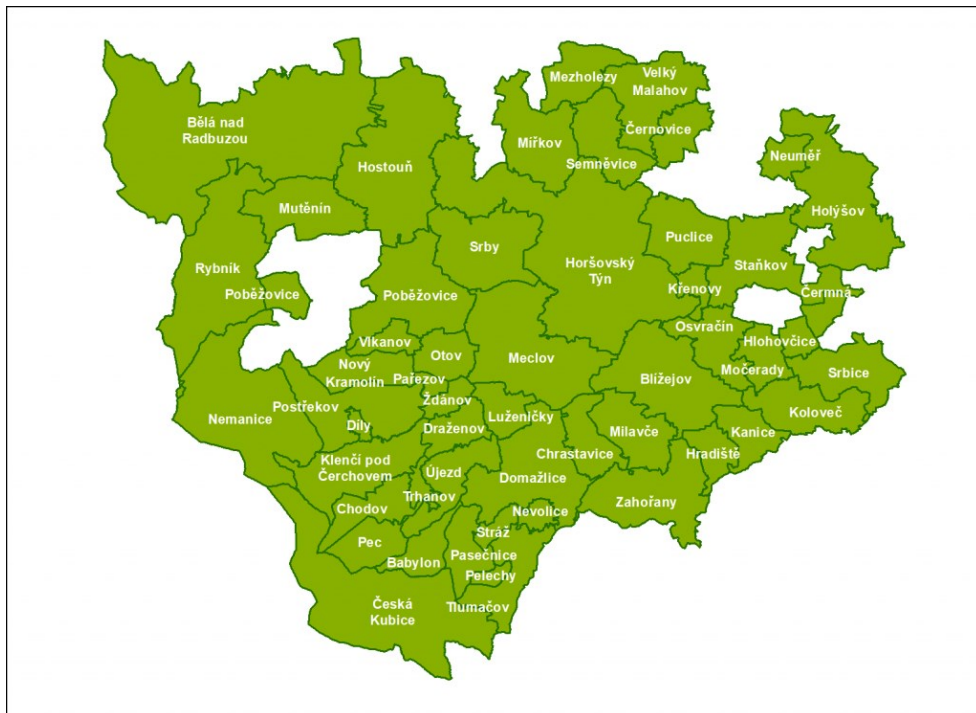 Mezholezy
Velký
Malahov
Bělá nad
Radbuzou
Černovice
Mířkov
Neuměř
Semněvice
Hostouň
Mutěnín
Holýšov
Puclice
Srby
Staňkov
Horšovský
Týn
Rybník
Křenovy
Poběžovice
Poběžovice
Čermná
Osvračín
Vlkanov
Hlohovčice
Otov
Meclov
Nový
Kramolín
Pařezov
Močerady
Srbice
Blížejov
Ždánov
Postřekov
Koloveč
Nemanice
Luženičky
Díly
Draženov
Milavče
Kanice
Klenčí pod
Čerchovem
Chrastavice
Hradiště
Újezd
Domažlice
Trhanov
Zahořany
Chodov
Nevolice
Stráž
Pec
Pasečnice
Babylon
Pelechy
Česká
Kubice
Tlumačov